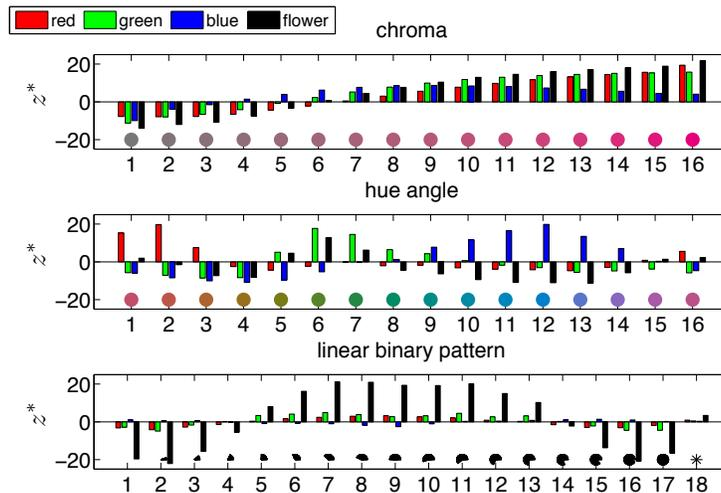 red green blue flower
chroma
20
0
−20
z*
1 2 3 4 5 6 7 8 9 10 11 12 13 14 15 16
hue angle
20
0
−20
z*
1 2 3 4 5 6 7 8 9 10 11 12 13 14 15 16
linear binary pattern
20
0
−20
z*
1 2 3 4 5 6 7 8 9 10 11 12 13 14 15 16 17 18